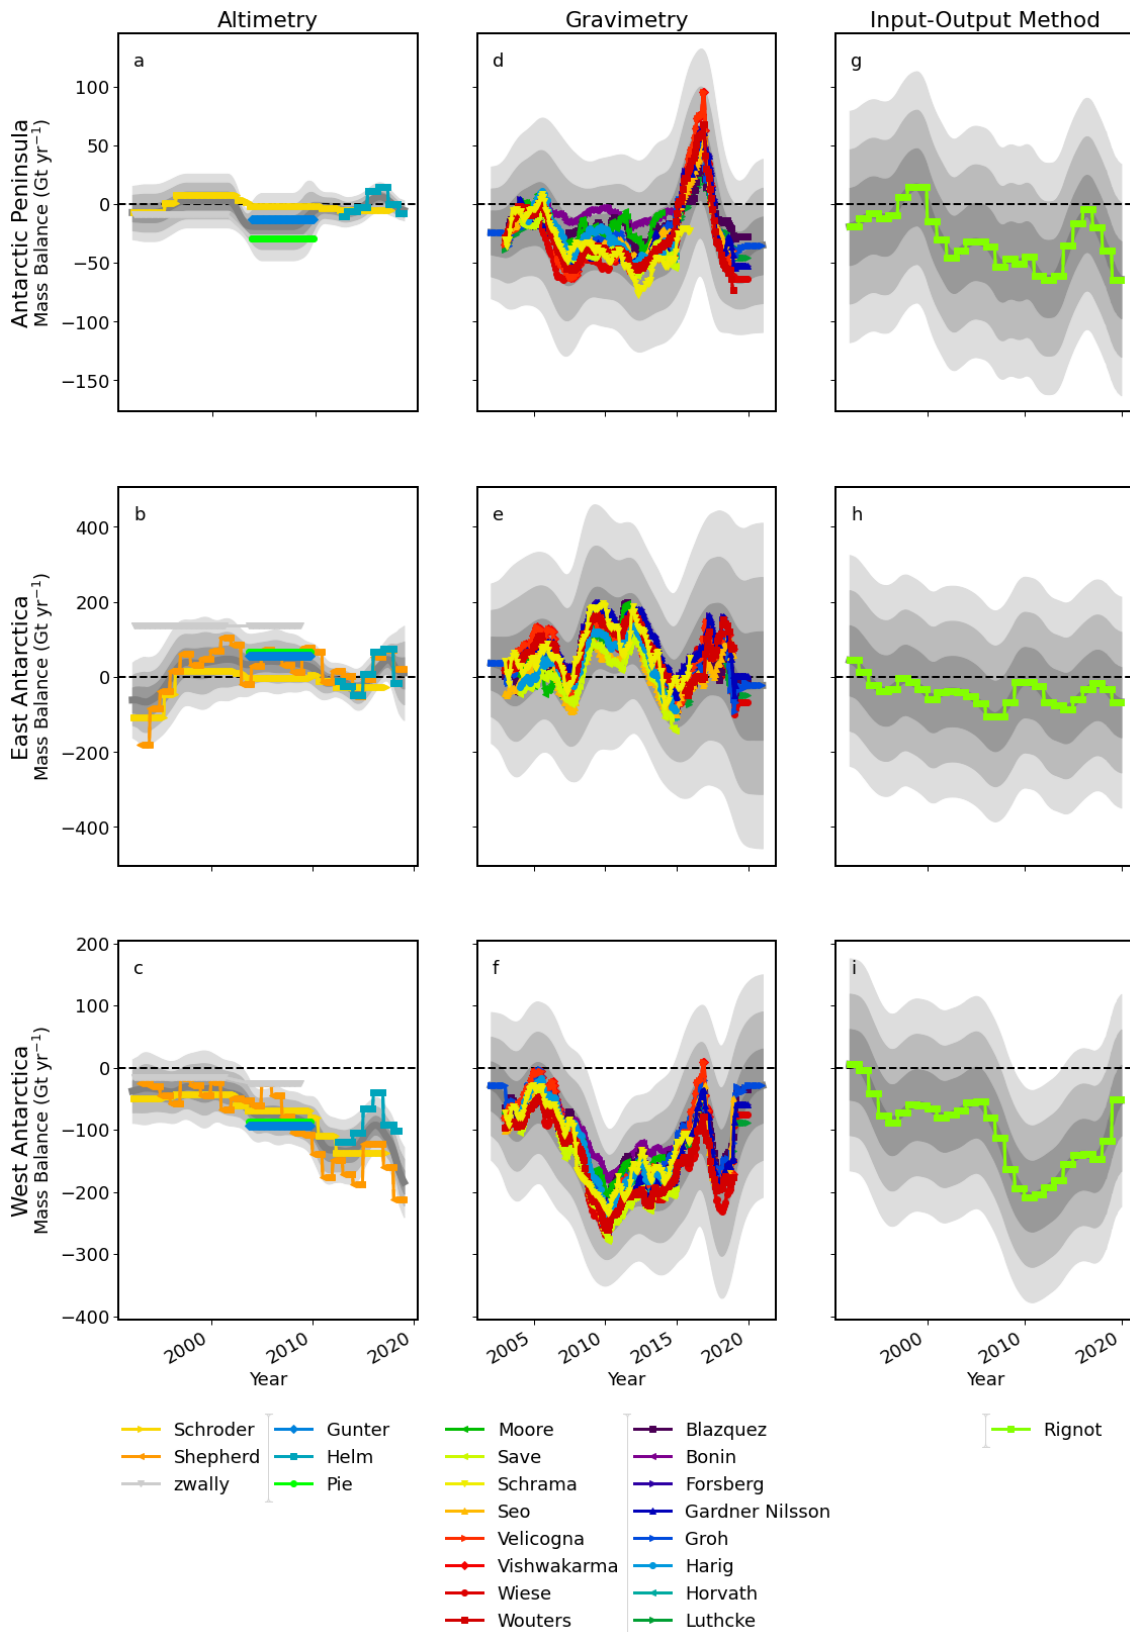 Altimetry Gravimetry Input-Output Method
Antarctic Peninsula
Mass Balance (Gt yr⁻¹)
a d g
100
50
0
−50
−100
−150
East Antarctica
Mass Balance (Gt yr⁻¹)
b e h
400
200
0
−200
−400
West Antarctica
Mass Balance (Gt yr⁻¹)
c f i
200
100
0
−100
−200
−300
−400
2000 2010 2020 2005 2010 2015 2020 2000 2010 2020
Year Year Year
Schroder Gunter Moore Blazquez Rignot
Shepherd Helm Save Bonin
zwally Pie Schrama Forsberg
Seo Gardner Nilsson
Velicogna Groh
Vishwakarma Harig
Wiese Horvath
Wouters Luthcke